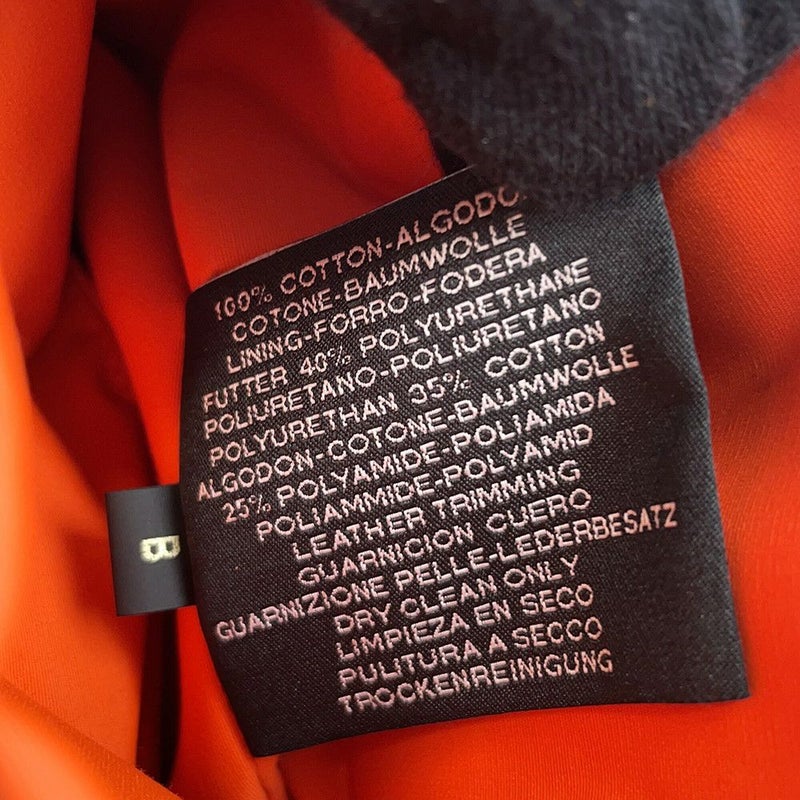 100% COTTON-ALGODO
COTONE-BAUMWOLLE
LINING-FORRO-FODERA
FUTTER 40% POLYURETHANE
POLIURETANO-POLIURETANO
POLYURETHAN 35% COTTON
ALGODON-COTONE-BAUMWOLLE
25% POLYAMIDE-POLIAMIDA
POLIAMMIDE-POLYAMID
LEATHER TRIMMING
GUARNICION CUERO
GUARNIZIONE PELLE-LEDERBESATZ
DRY CLEAN ONLY
LIMPIEZA EN SECO
PULITURA A SECCO
TROCKENREINIGUNG
B